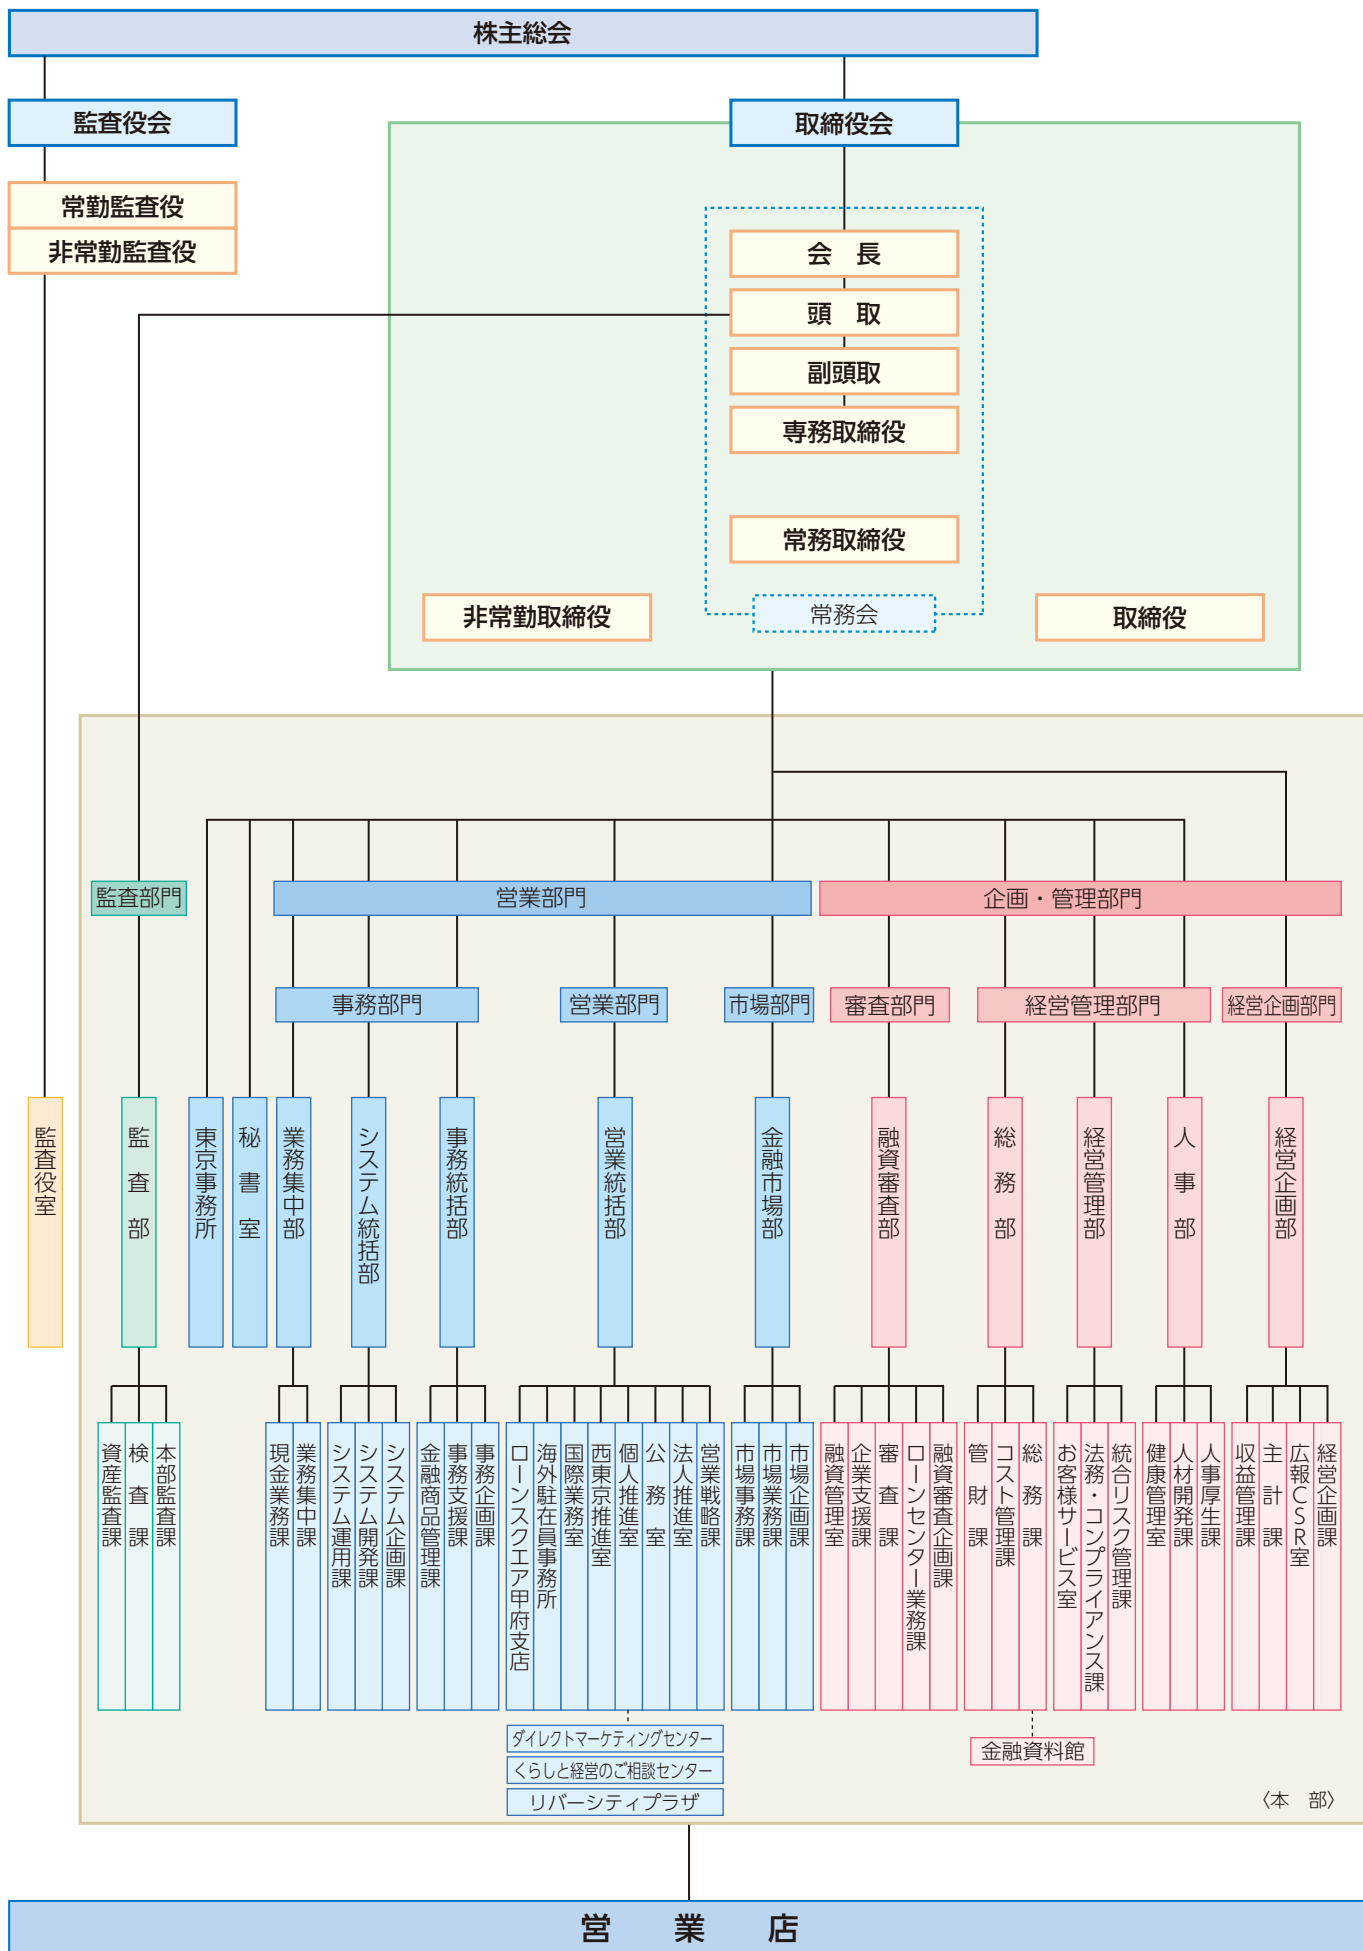 株主総会
監査役会
取締役会
常勤監査役
非常勤監査役
会　長
頭　取
副頭取
専務取締役
常務取締役
常務会
非常勤取締役
取締役
監査部門
営業部門
企画・管理部門
事務部門
営業部門
市場部門
審査部門
経営管理部門
経営企画部門
監査役室
監　査　部
東京事務所
秘　書　室
業務集中部
システム統括部
事務統括部
営業統括部
金融市場部
融資審査部
総　務　部
経営管理部
人　事　部
経営企画部
資産監査課
検　査　課
本部監査課
現金業務課
業務集中課
システム運用課
システム開発課
システム企画課
金融商品管理課
事務支援課
事務企画課
ローンスクエア甲府支店
海外駐在員事務所
国際業務室
西東京推進室
個人推進室
公　務　室
法人推進室
営業戦略課
市場事務課
市場業務課
市場企画課
融資管理室
企業支援課
審　査　課
ローンセンター業務課
融資審査企画課
管　財　課
コスト管理課
総　務　課
お客様サービス室
法務・コンプライアンス課
統合リスク管理課
健康管理室
人材開発課
人事厚生課
収益管理課
主　計　課
広報CSR室
経営企画課
ダイレクトマーケティングセンター
くらしと経営のご相談センター
リバーシティプラザ
金融資料館
〈本　部〉
営　業　店